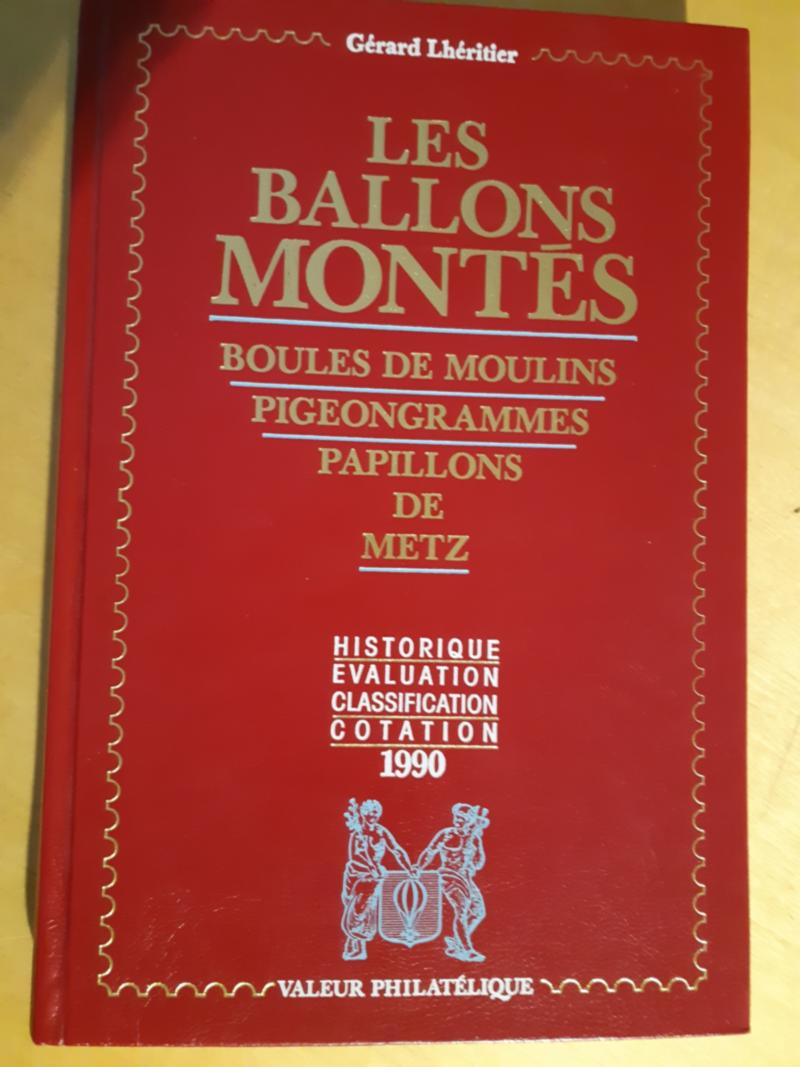 Gérard Lhéritier
LES
BALLONS
MONTÉS
BOULES DE MOULINS
PIGEONGRAMMES
PAPILLONS
DE
METZ
HISTORIQUE
EVALUATION
CLASSIFICATION
COTATION
1990
VALEUR PHILATÉLIQUE